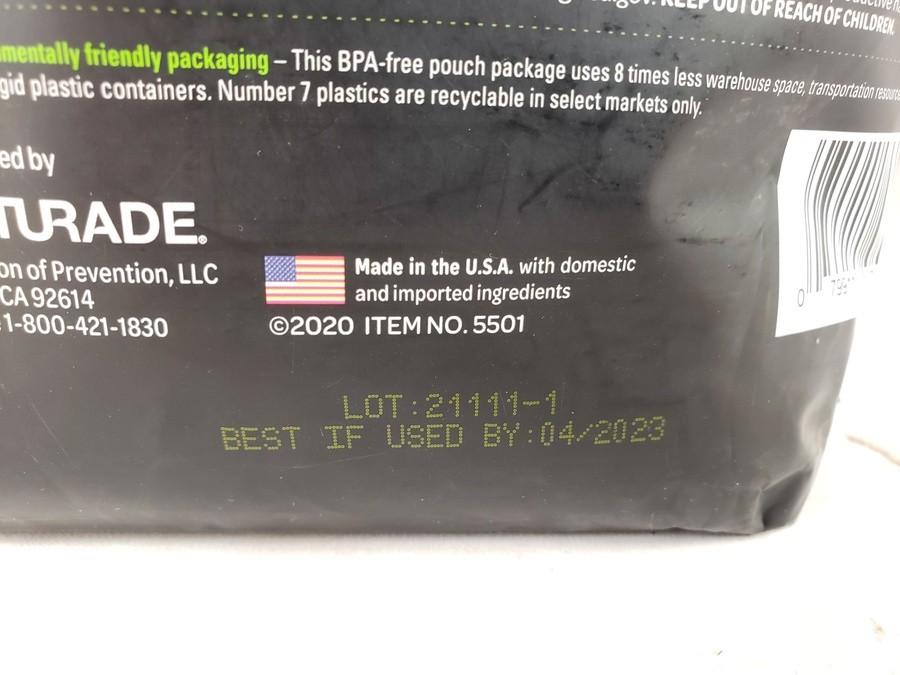 KEEP OUT OF REACH OF CHILDREN.
mentally friendly packaging – This BPA-free pouch package uses 8 times less warehouse space, transportation resource
gid plastic containers. Number 7 plastics are recyclable in select markets only.
ed by
TURADE®
on of Prevention, LLC
CA 92614
1-800-421-1830
Made in the U.S.A. with domestic
and imported ingredients
©2020 ITEM NO. 5501
LOT:21111-1
BEST IF USED BY:04/2023
0